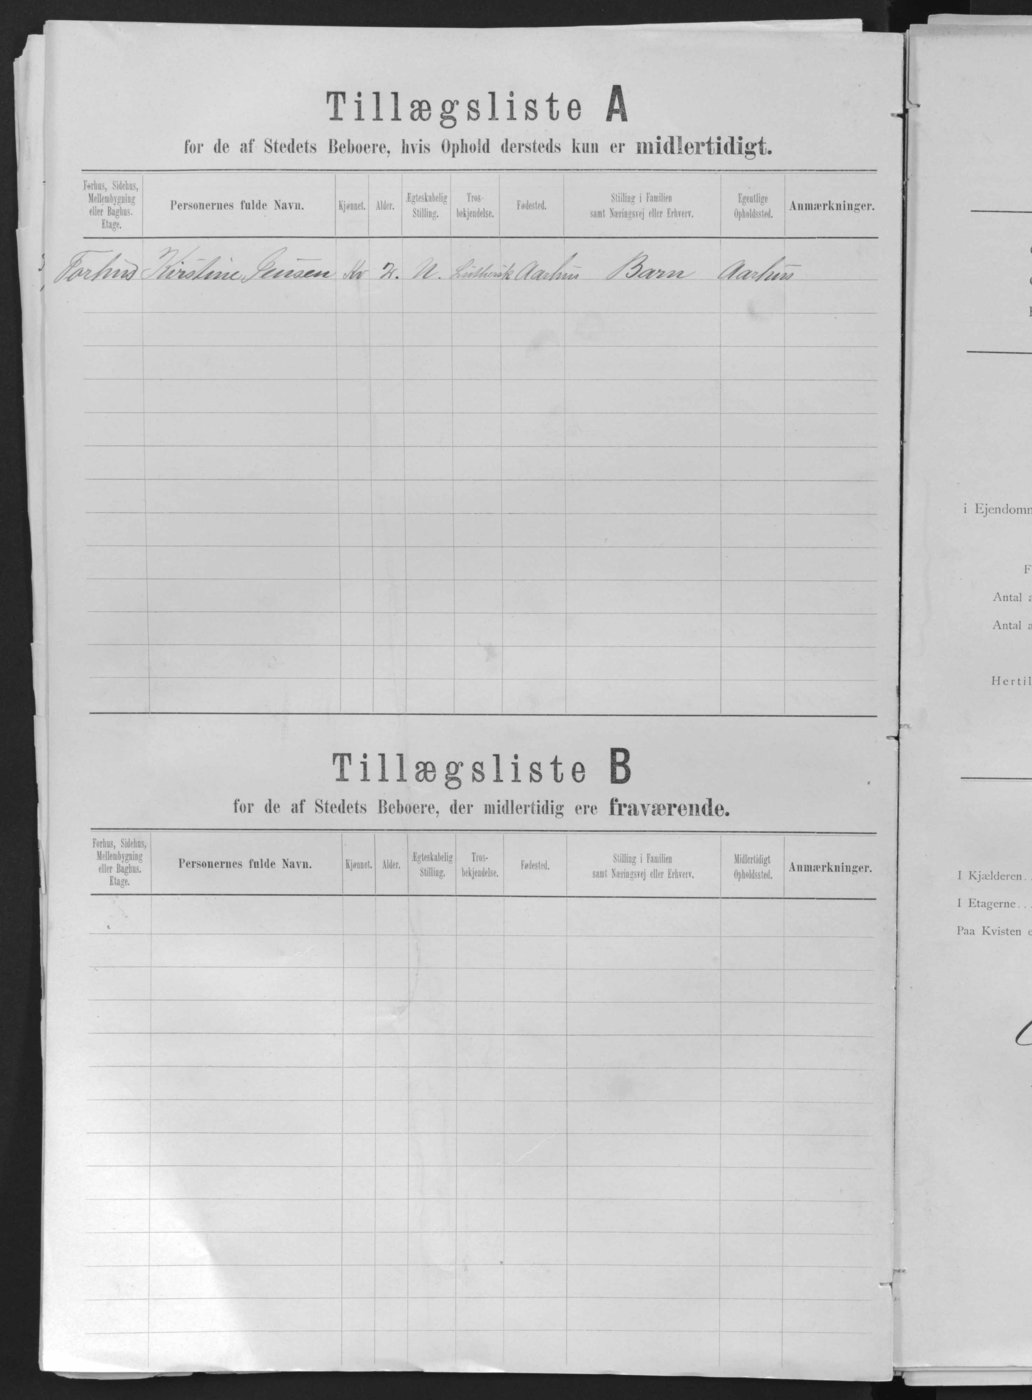 Tillægsliste A
for de af Stedets Beboere, hvis Ophold dersteds kun er midlertidigt.
Forhus, Sidehus, Mellembygning eller Baghus. Etage. Personernes fulde Navn. Kjønnet. Alder. Egteskabelig Stilling. Trosbekjendelse. Fødested. Stilling i Familien samt Næringsvej eller Erhverv. Egentlige Opholdssted. Anmærkninger.
Forhus Kirstine Jensen Kv U. Luthersk Aarhus Barn Aarhus
Tillægsliste B
for de af Stedets Beboere, der midlertidig ere fraværende.
Forhus, Sidehus, Mellembygning eller Baghus. Etage. Personernes fulde Navn. Kjønnet. Alder. Egteskabelig Stilling. Trosbekjendelse. Fødested. Stilling i Familien samt Næringsvej eller Erhverv. Midlertidigt Opholdssted. Anmærkninger.
i Ejendomm
F
Antal a
Antal a
Hertil
I Kjælderen..
I Etagerne...
Paa Kvisten e